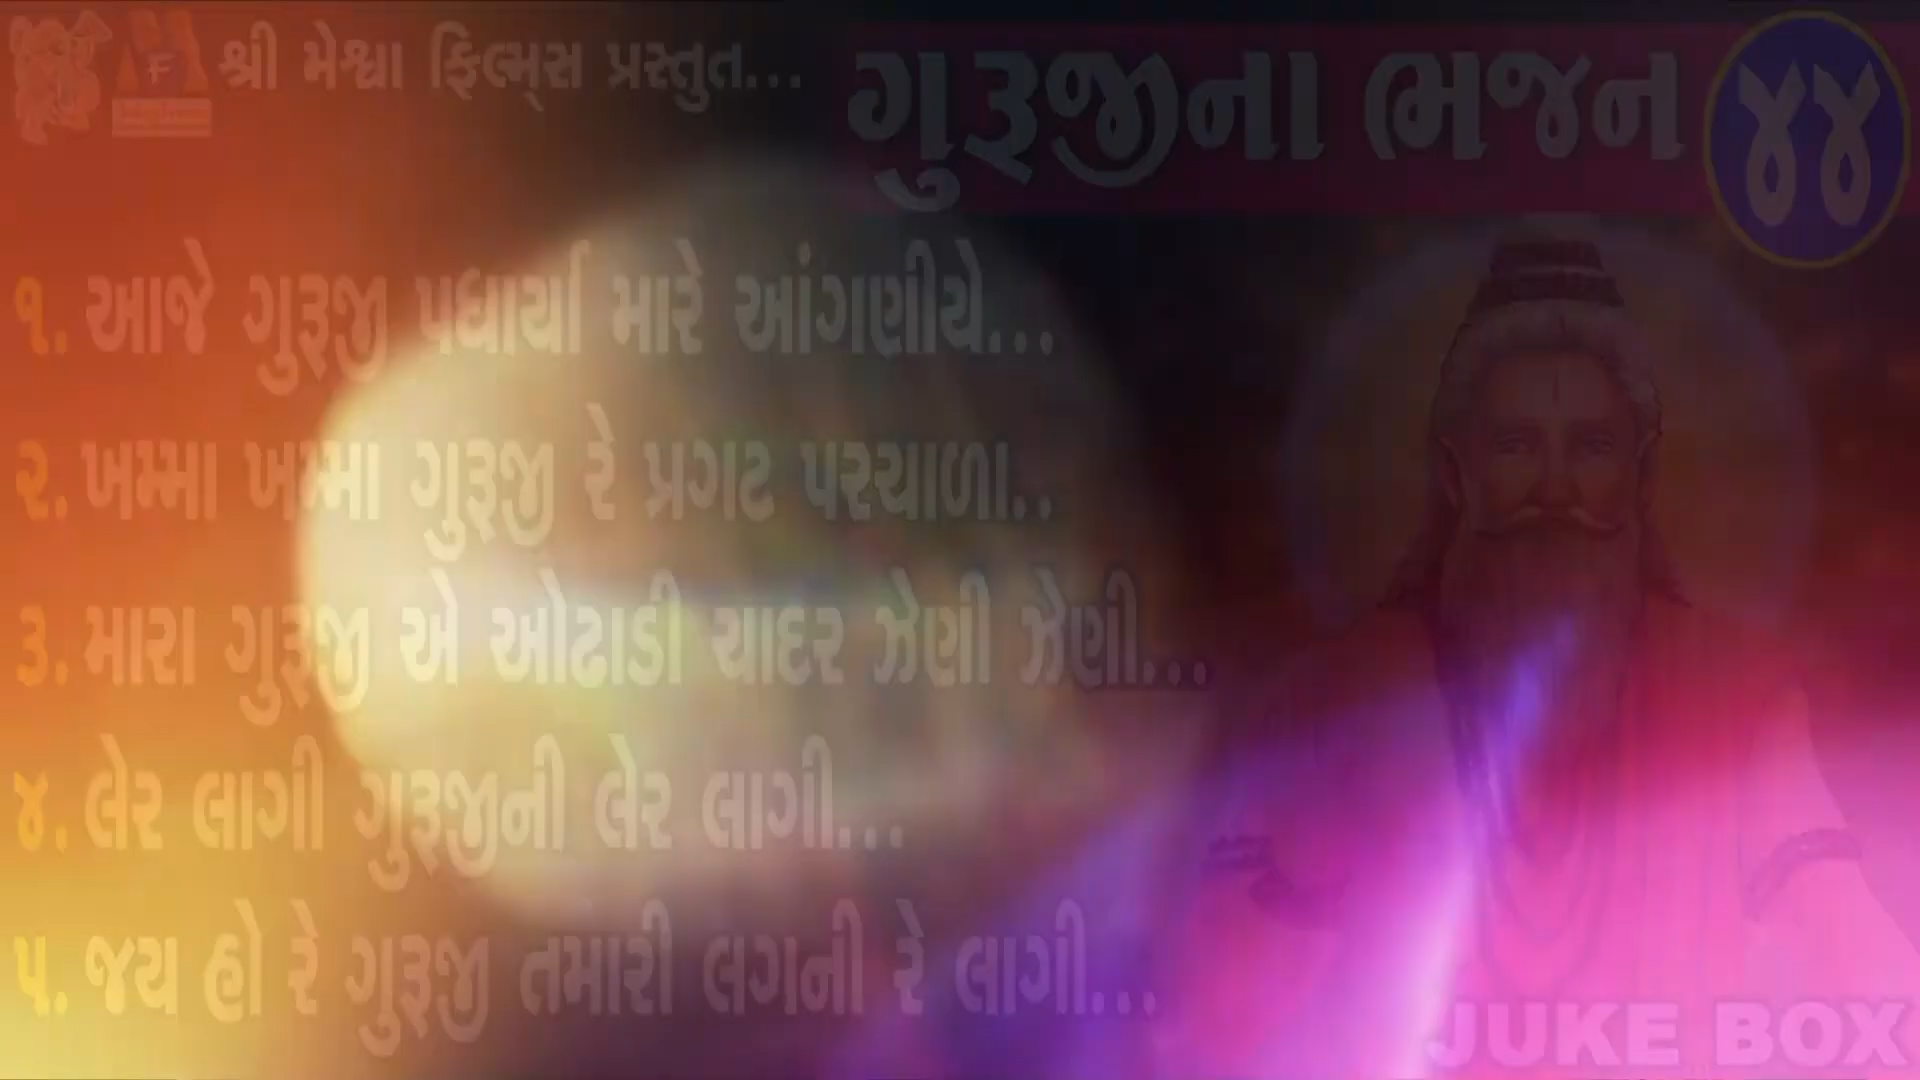 શ્રી મેશ્વા ફિલ્મ્સ પ્રસ્તુત...
ગુરૂજીના ભજન ૪૪
૧. આજે ગુરૂજી પધાર્યા મારે આંગણીયે...
૨. ખમ્મા ખમ્મા ગુરૂજી રે પ્રગટ પરચાળા..
૩. મારા ગુરૂજી એ ઓઢાડી ચાદર ઝેણી ઝેણી...
૪. લેર લાગી ગુરૂજીની લેર લાગી...
૫. જય હો રે ગુરૂજી તમારી લગની રે લાગી...
JUKE BOX